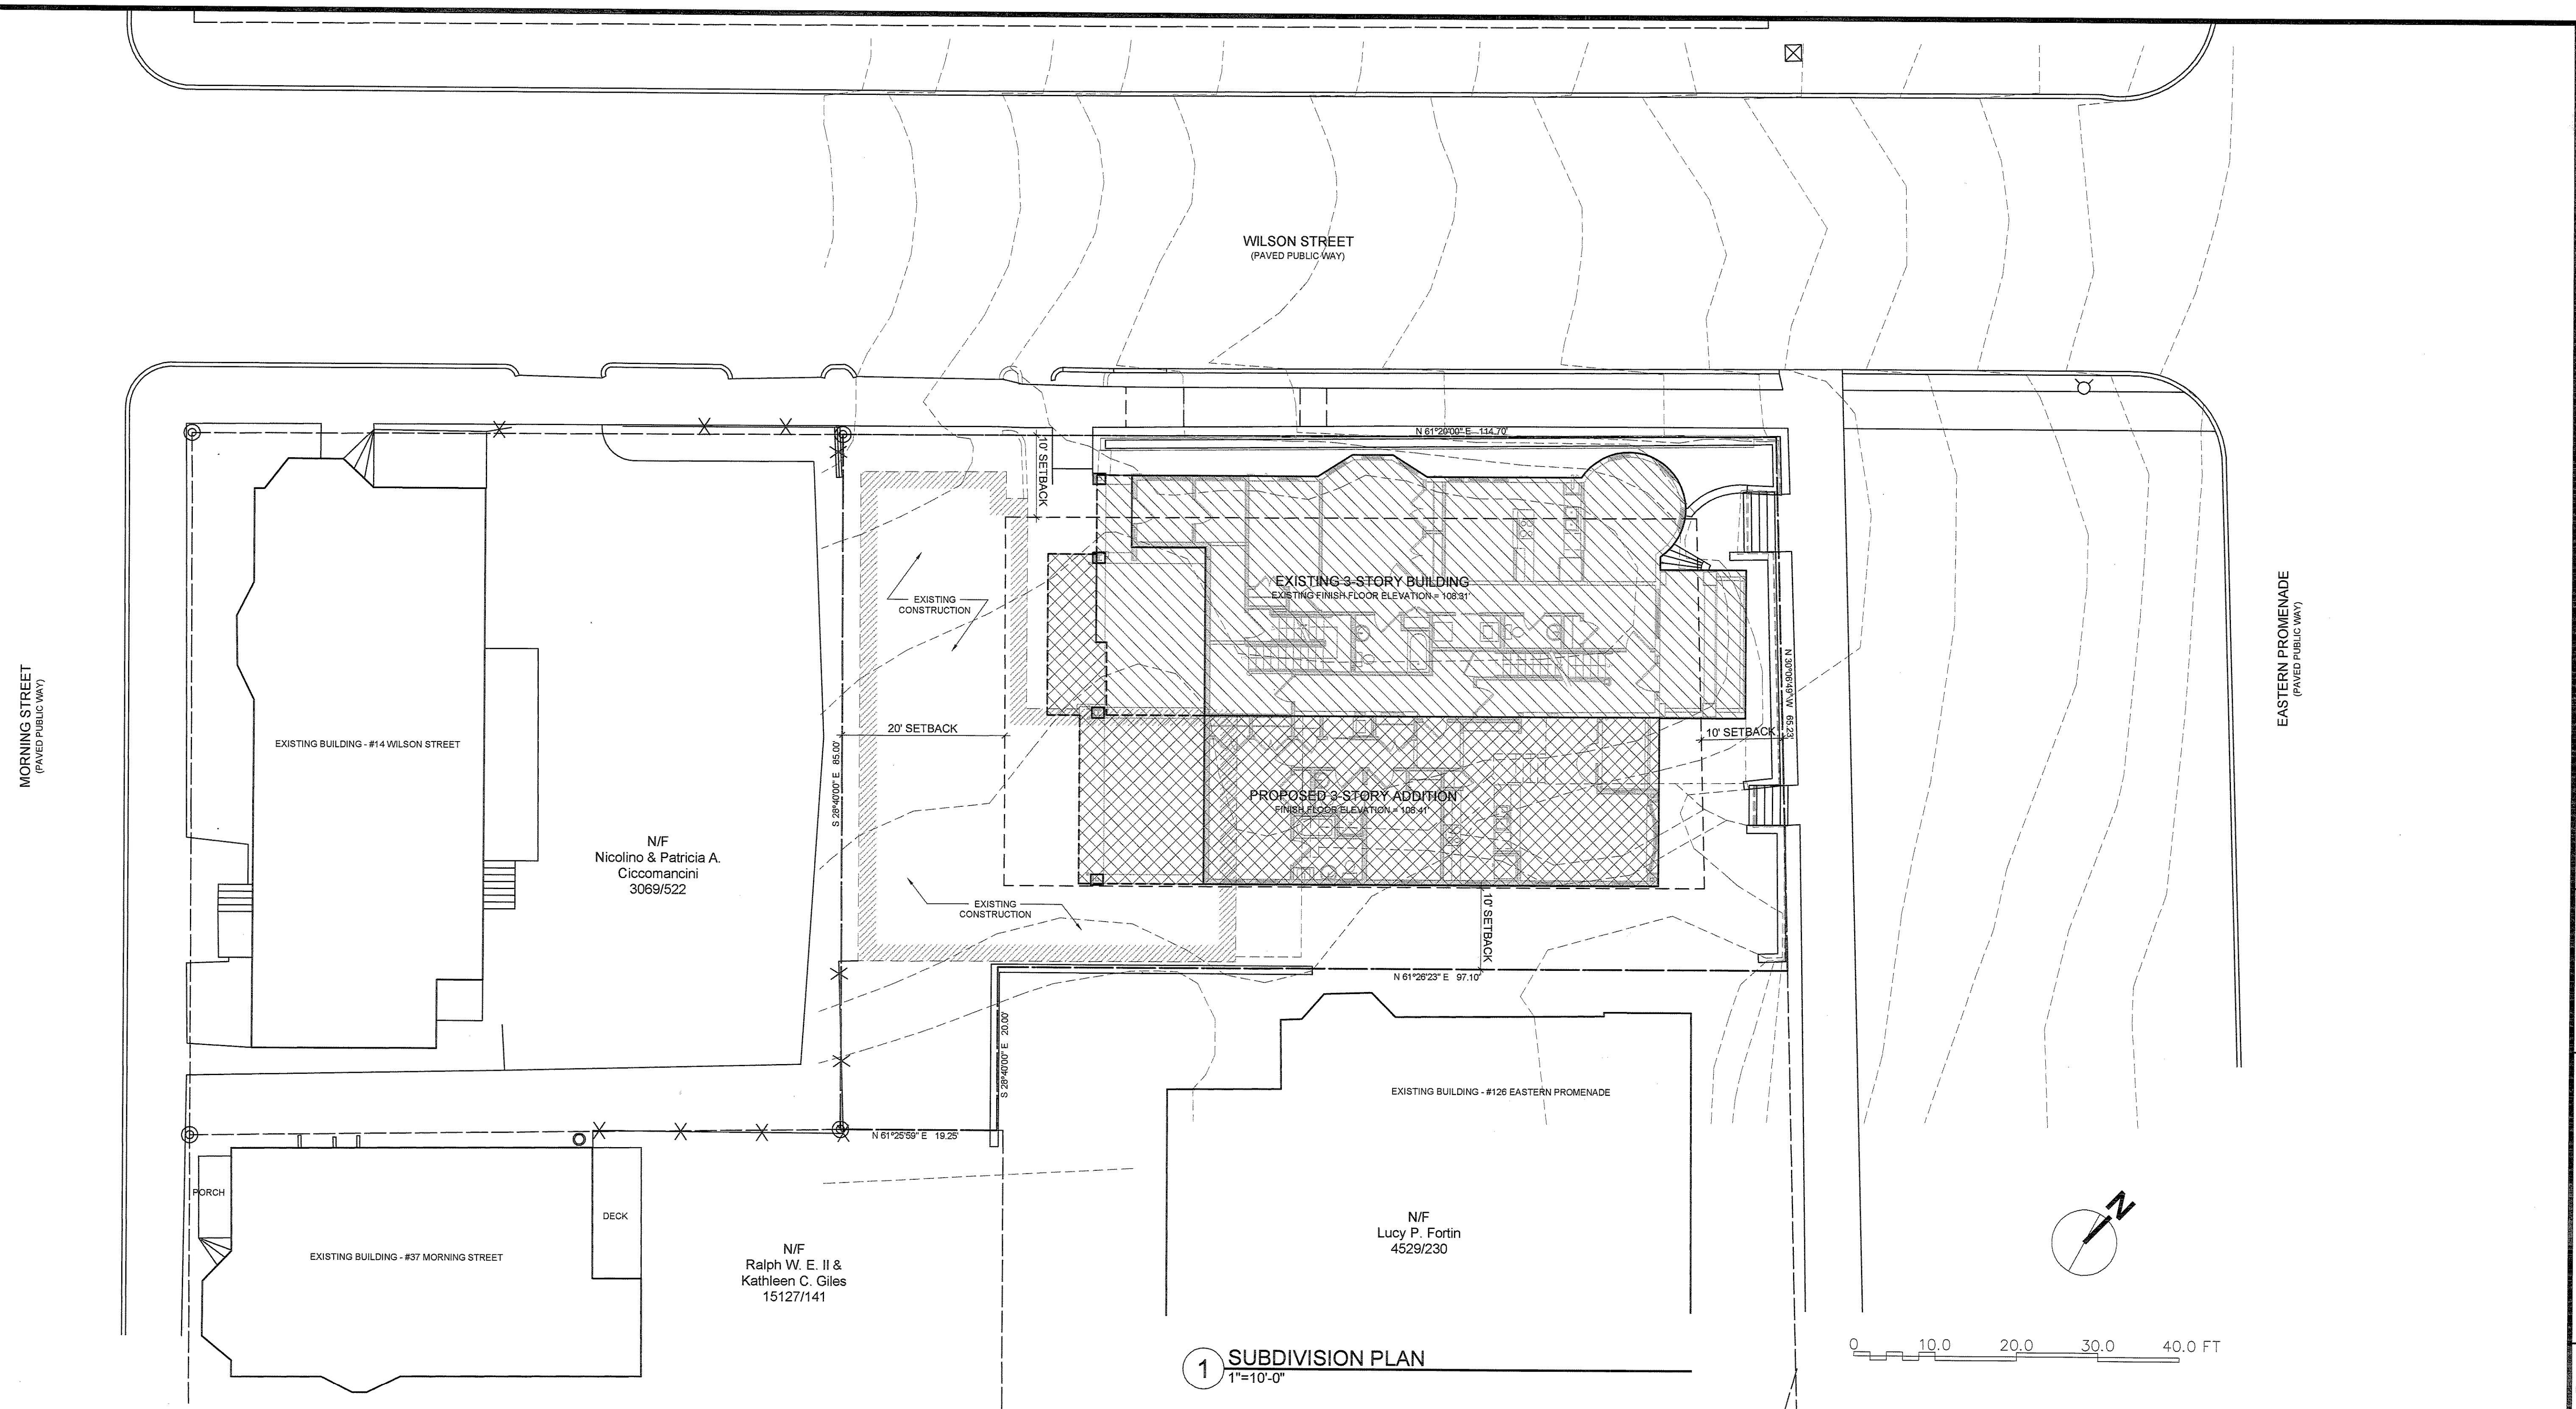 WILSON STREET
(PAVED PUBLIC WAY)
N 61°20'00" E 114.70'
10' SETBACK
EXISTING 3-STORY BUILDING
EXISTING FINISH FLOOR ELEVATION = 108.31'
EXISTING
CONSTRUCTION
MORNING STREET
(PAVED PUBLIC WAY)
EASTERN PROMENADE
(PAVED PUBLIC WAY)
N 30°06'49" W 65.23'
20' SETBACK
10' SETBACK
EXISTING BUILDING - #14 WILSON STREET
S 28°40'00" E 85.00'
PROPOSED 3-STORY ADDITION
FINISH FLOOR ELEVATION = 108.41'
N/F
Nicolino & Patricia A.
Ciccomancini
3069/522
EXISTING
CONSTRUCTION
10' SETBACK
N 61°26'23" E 97.10'
S 28°40'00" E 20.00'
EXISTING BUILDING - #126 EASTERN PROMENADE
N 61°25'59" E 19.25'
PORCH
DECK
EXISTING BUILDING - #37 MORNING STREET
N/F
Ralph W. E. II &
Kathleen C. Giles
15127/141
N/F
Lucy P. Fortin
4529/230
N
1 SUBDIVISION PLAN
1"=10'-0"
0 10.0 20.0 30.0 40.0 FT